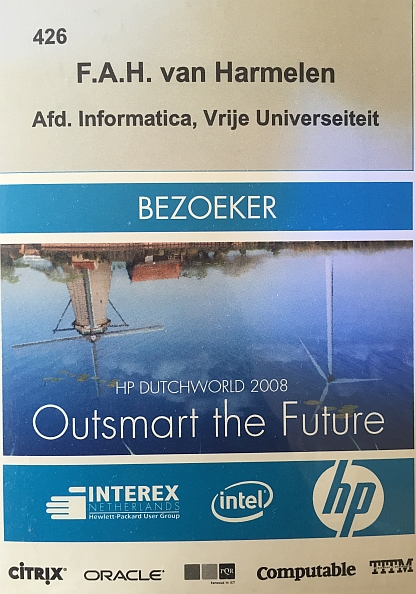 426
F.A.H. van Harmelen
Afd. Informatica, Vrije Universeiteit
BEZOEKER
HP DUTCHWORLD 2008
Outsmart the Future
INTEREX
NETHERLANDS
Hewlett-Packard User Group
intel
hp
CITRIX ORACLE PQR computable